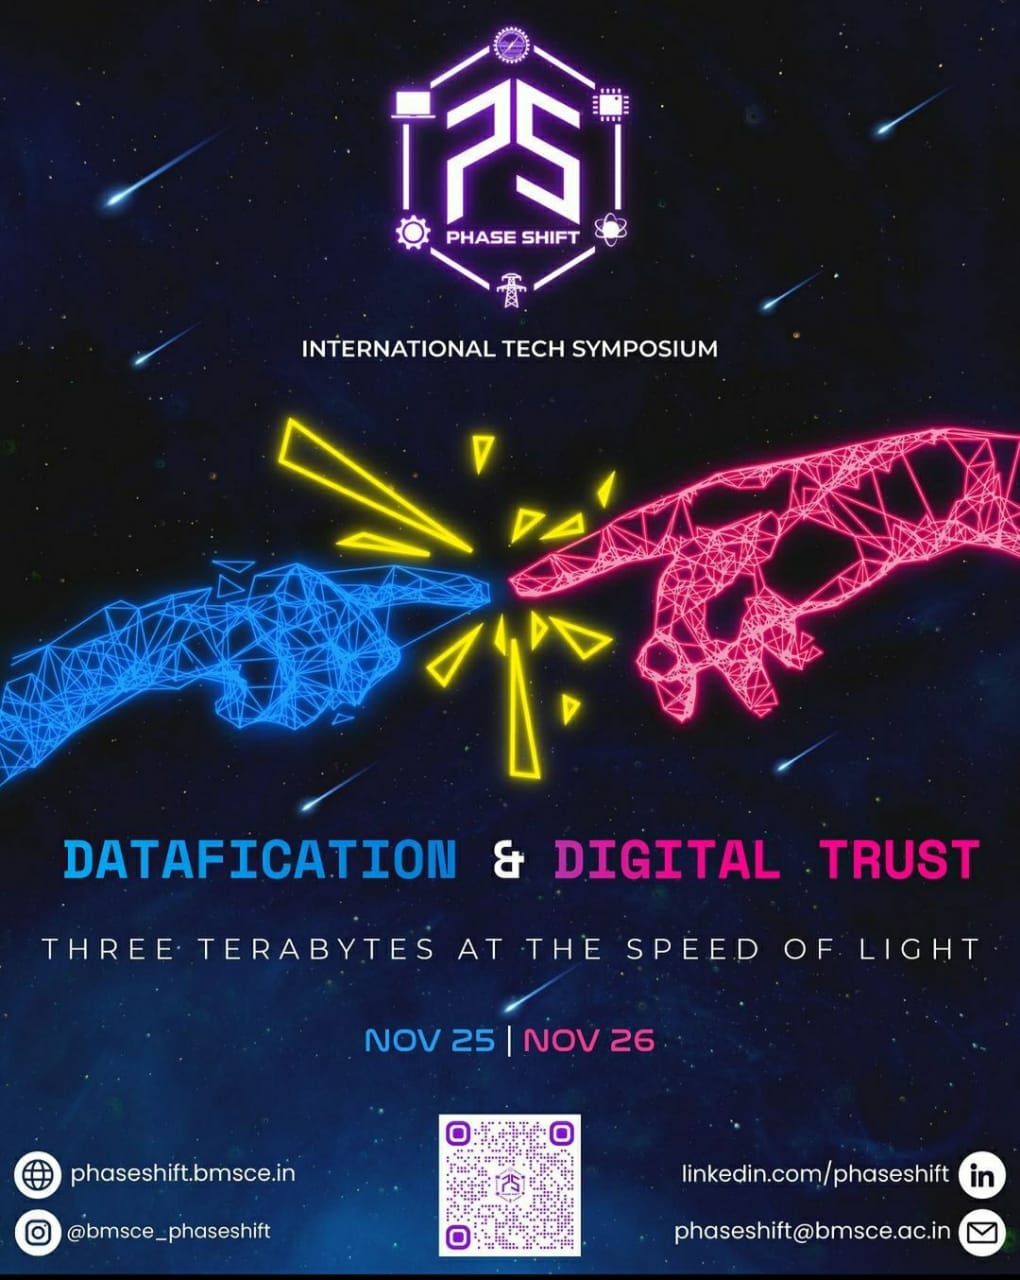 PS
PHASE SHIFT
INTERNATIONAL TECH SYMPOSIUM
DATAFICATION & DIGITAL TRUST
THREE TERABYTES AT THE SPEED OF LIGHT
NOV 25 | NOV 26
phaseshift.bmsce.in
@bmsce_phaseshift
PS
linkedin.com/phaseshift
in
phaseshift@bmsce.ac.in